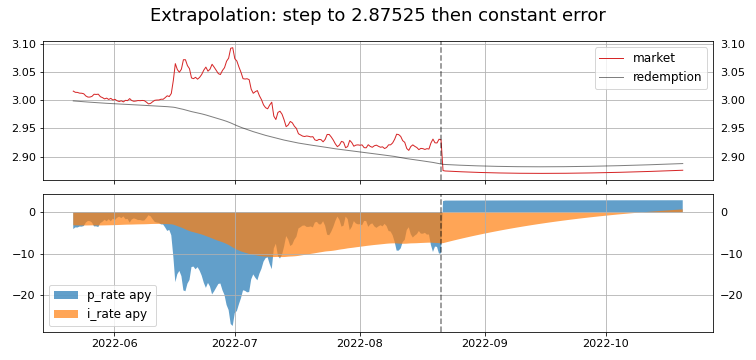 Extrapolation: step to 2.87525 then constant error
3.10 3.10
3.05 3.05
3.00 3.00
2.95 2.95
2.90 2.90
market
redemption
0 0
−10 −10
−20 −20
p_rate apy
i_rate apy
2022-06 2022-07 2022-08 2022-09 2022-10